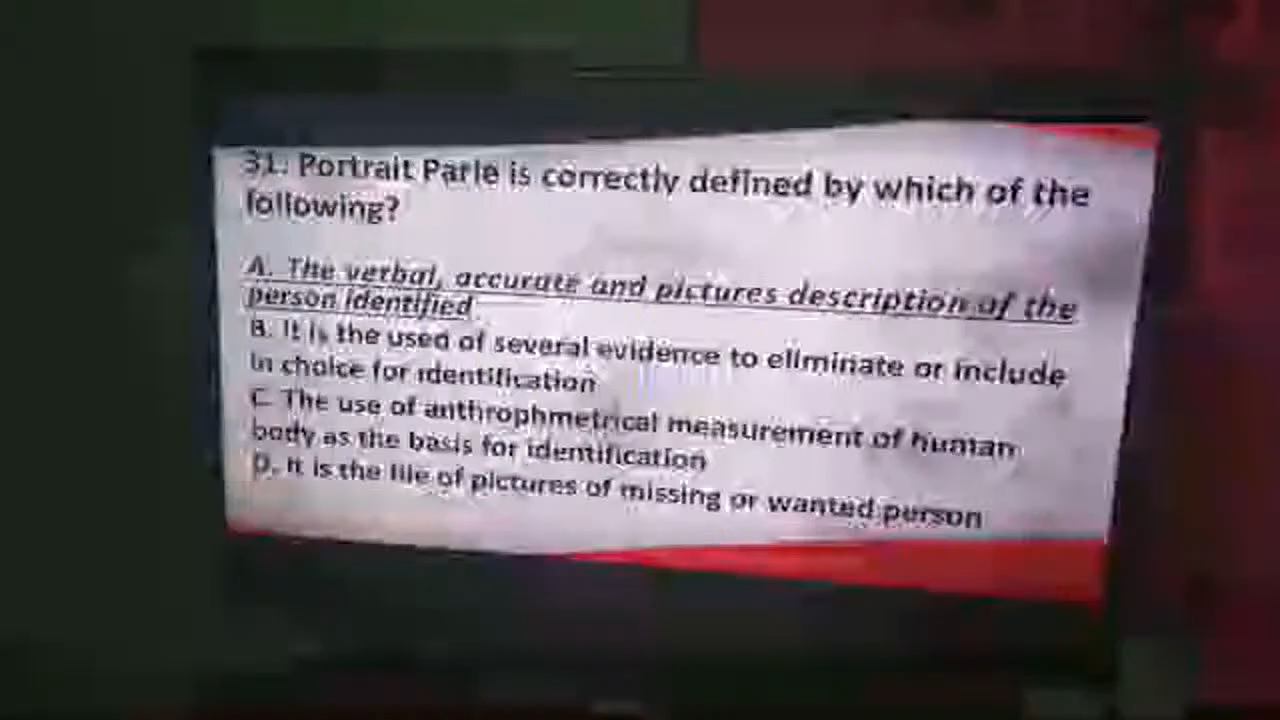 31. Portrait Parle is correctly defined by which of the
following?
A. The verbal, accurate and pictures description of the
person identified
B. It is the used of several evidence to eliminate or include
in choice for identification
C. The use of anthrophmetrical measurement of human
body as the basis for identification
D. It is the file of pictures of missing or wanted person